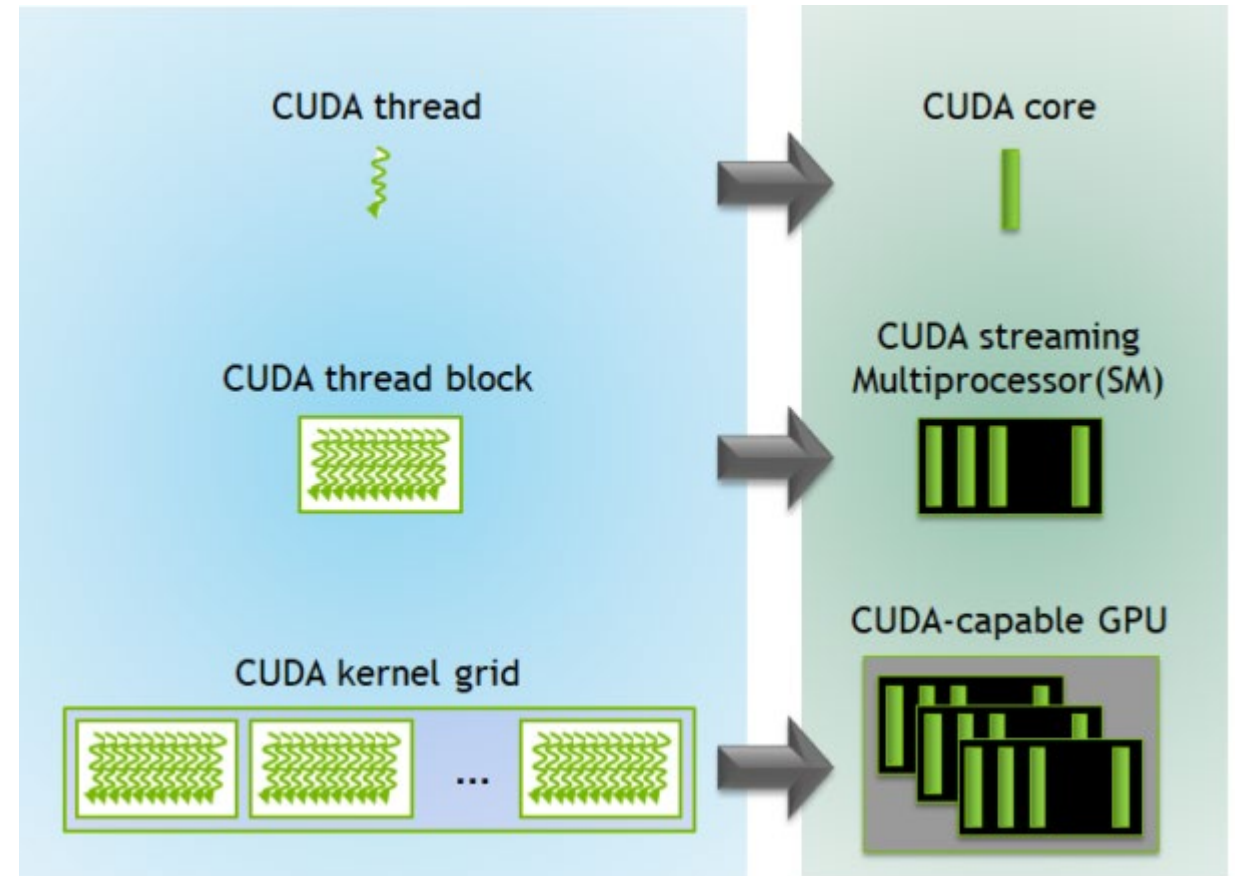 CUDA thread
CUDA core
CUDA thread block
CUDA streaming
Multiprocessor(SM)
CUDA kernel grid
...
CUDA-capable GPU